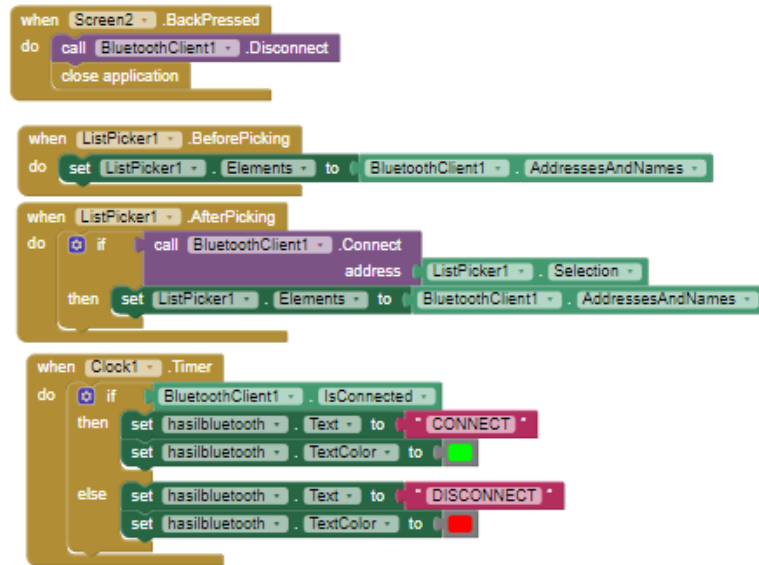 when Screen2 .BackPressed
do call BluetoothClient1 .Disconnect
close application
when ListPicker1 .BeforePicking
do set ListPicker1 . Elements to BluetoothClient1 . AddressesAndNames
when ListPicker1 .AfterPicking
do if call BluetoothClient1 .Connect
address ListPicker1 . Selection
then set ListPicker1 . Elements to BluetoothClient1 . AddressesAndNames
when Clock1 .Timer
do if BluetoothClient1 . IsConnected
then set hasilbluetooth . Text to " CONNECT "
set hasilbluetooth . TextColor to
else set hasilbluetooth . Text to " DISCONNECT "
set hasilbluetooth . TextColor to